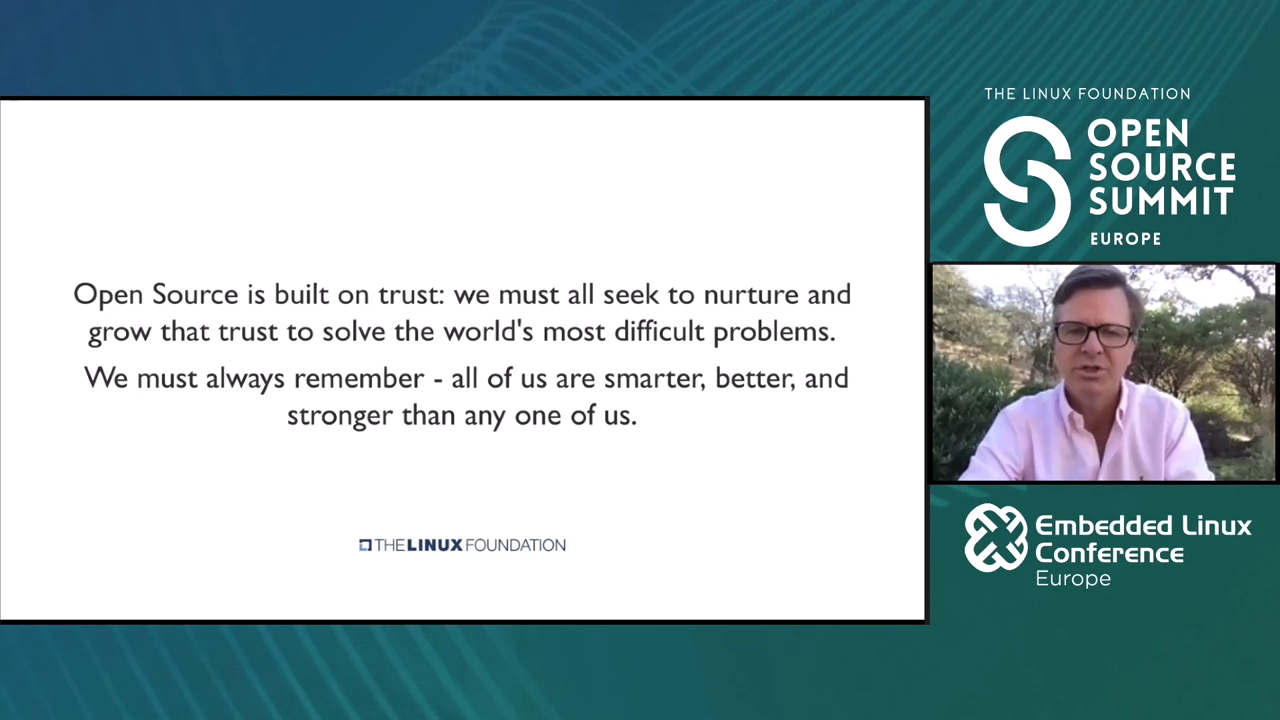 Open Source is built on trust: we must all seek to nurture and
grow that trust to solve the world's most difficult problems.
We must always remember - all of us are smarter, better, and
stronger than any one of us.
THE LINUX FOUNDATION
THE LINUX FOUNDATION
OPEN
SOURCE
SUMMIT
EUROPE
Embedded Linux
Conference
Europe